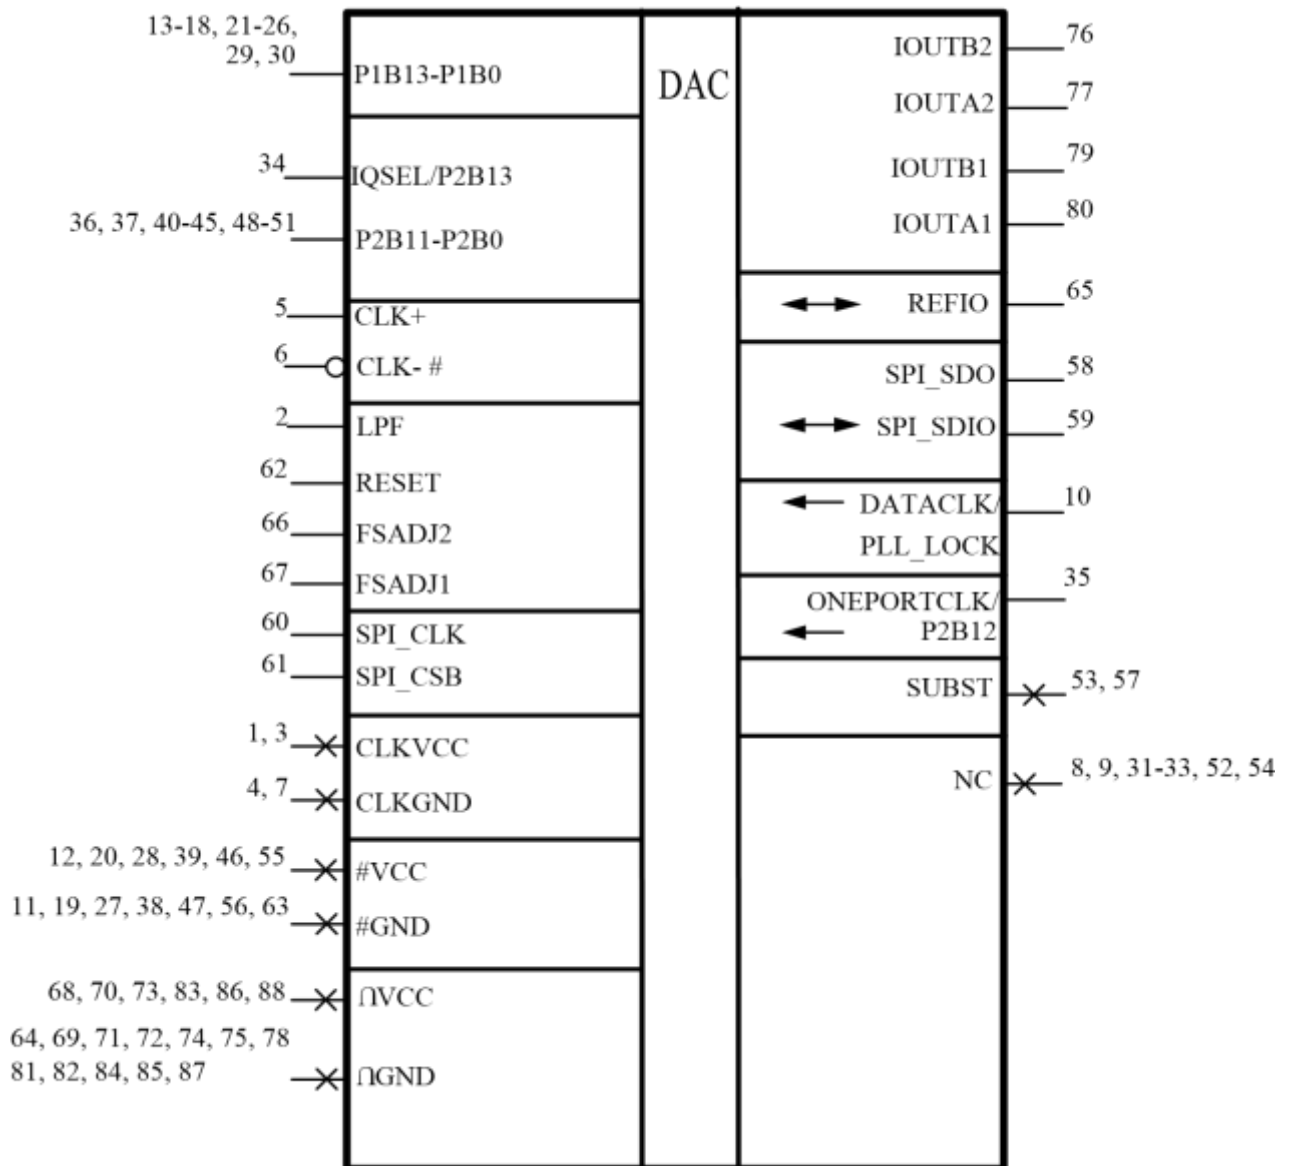 13-18, 21-26,
29, 30
P1B13-P1B0
34
IQSEL/P2B13
36, 37, 40-45, 48-51
P2B11-P2B0
5
CLK+
6
CLK- #
2
LPF
62
RESET
66
FSADJ2
67
FSADJ1
60
SPI_CLK
61
SPI_CSB
1, 3
CLKVCC
4, 7
CLKGND
12, 20, 28, 39, 46, 55
#VCC
11, 19, 27, 38, 47, 56, 63
#GND
68, 70, 73, 83, 86, 88
∩VCC
64, 69, 71, 72, 74, 75, 78
81, 82, 84, 85, 87
∩GND
DAC
IOUTB2
76
IOUTA2
77
IOUTB1
79
IOUTA1
80
REFIO
65
SPI_SDO
58
SPI_SDIO
59
DATACLK/
10
PLL_LOCK
35
ONEPORTCLK/
P2B12
SUBST
53, 57
NC
8, 9, 31-33, 52, 54